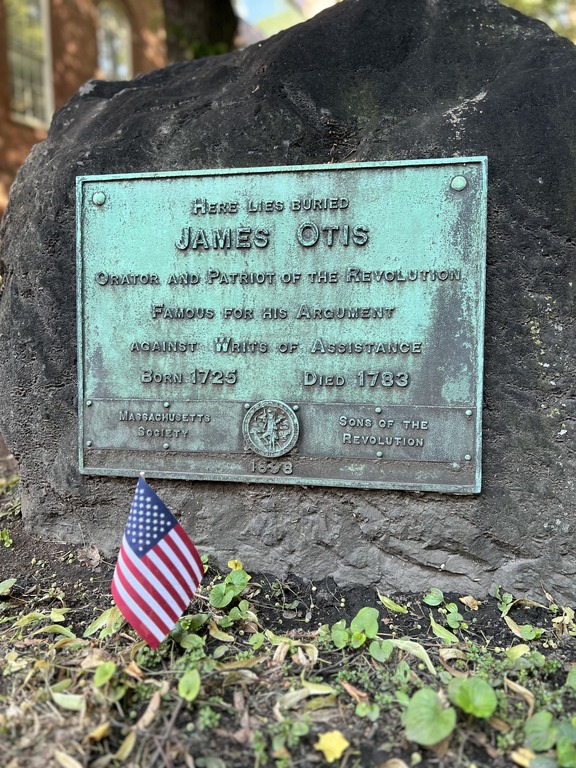 Here lies buried
James Otis
Orator and Patriot of the Revolution
Famous for his Argument
against Writs of Assistance
Born 1725 Died 1783
Massachusetts Society
Sons of the Revolution
1898